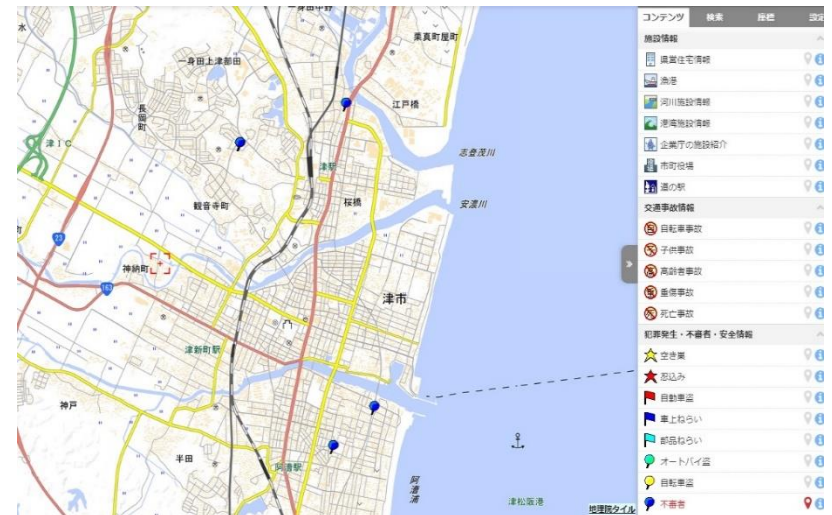 コンテンツ
検索
座標
設定
施設情報
県営住宅情報
漁港
河川施設情報
港湾施設情報
企業庁の施設紹介
市町役場
道の駅
交通事故情報
自転車事故
子供事故
高齢者事故
重傷事故
死亡事故
犯罪発生・不審者・安全情報
空き巣
忍込み
自動車盗
車上ねらい
部品ねらい
オートバイ盗
自転車盗
不審者
栗真町屋町
一身田上津部田
長岡町
江戸橋
津IC
津駅
志登茂川
観音寺町
桜橋
安濃川
23
神納町
163
津市
津新町駅
神戸
半田
阿漕駅
阿漕浦
津松阪港
地理院タイル